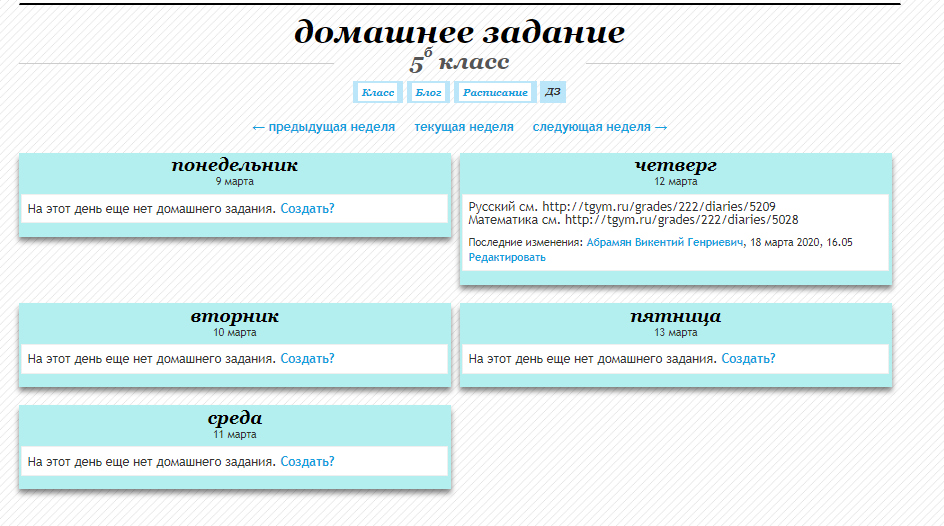 домашнее задание
5б класс
Класс Блог Расписание ДЗ
← предыдущая неделя текущая неделя следующая неделя →
понедельник
9 марта
На этот день еще нет домашнего задания. Создать?
четверг
12 марта
Русский см. http://tgym.ru/grades/222/diaries/5209
Математика см. http://tgym.ru/grades/222/diaries/5028
Последние изменения: Абрамян Викентий Генриевич, 18 марта 2020, 16.05
Редактировать
вторник
10 марта
На этот день еще нет домашнего задания. Создать?
пятница
13 марта
На этот день еще нет домашнего задания. Создать?
среда
11 марта
На этот день еще нет домашнего задания. Создать?